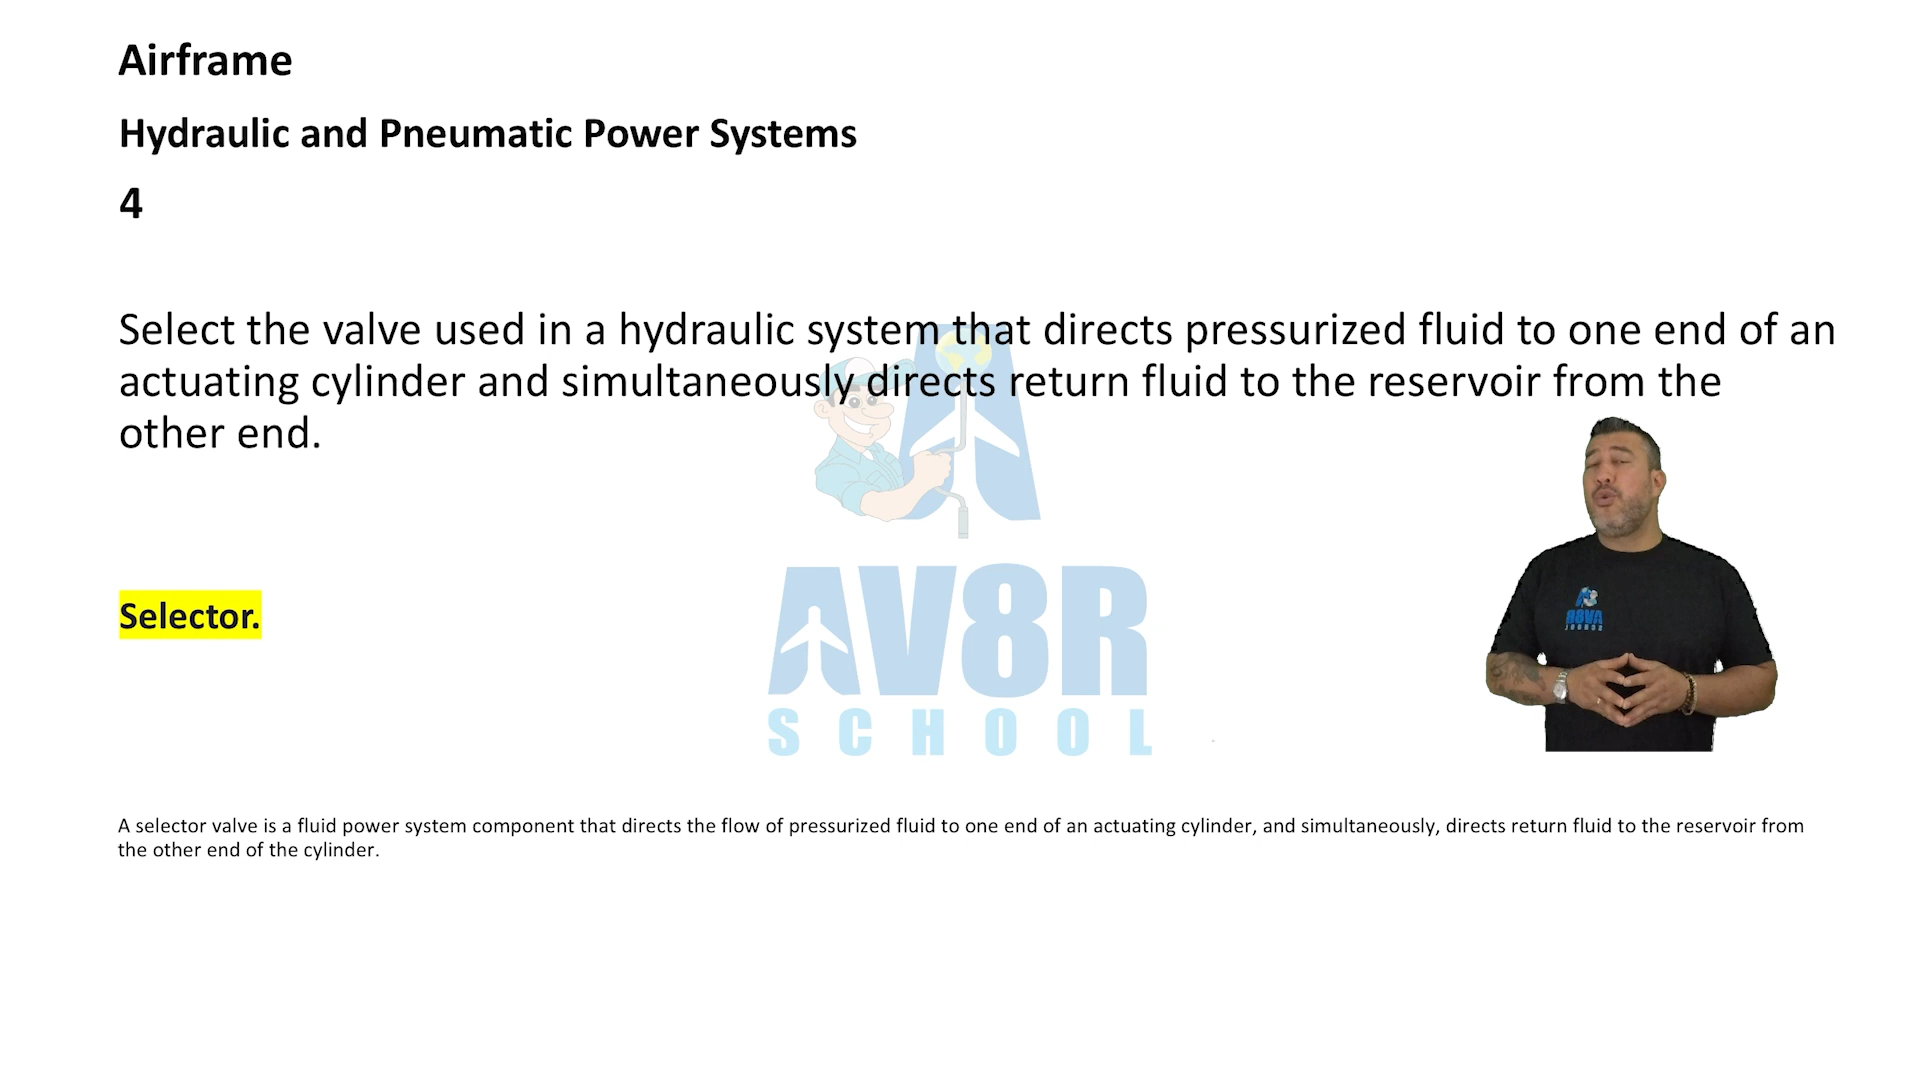 Airframe
Hydraulic and Pneumatic Power Systems
4
Select the valve used in a hydraulic system that directs pressurized fluid to one end of an
actuating cylinder and simultaneously directs return fluid to the reservoir from the
other end.
Selector.
AV8R
SCHOOL
AV8R
SCHOOL
A selector valve is a fluid power system component that directs the flow of pressurized fluid to one end of an actuating cylinder, and simultaneously, directs return fluid to the reservoir from
the other end of the cylinder.